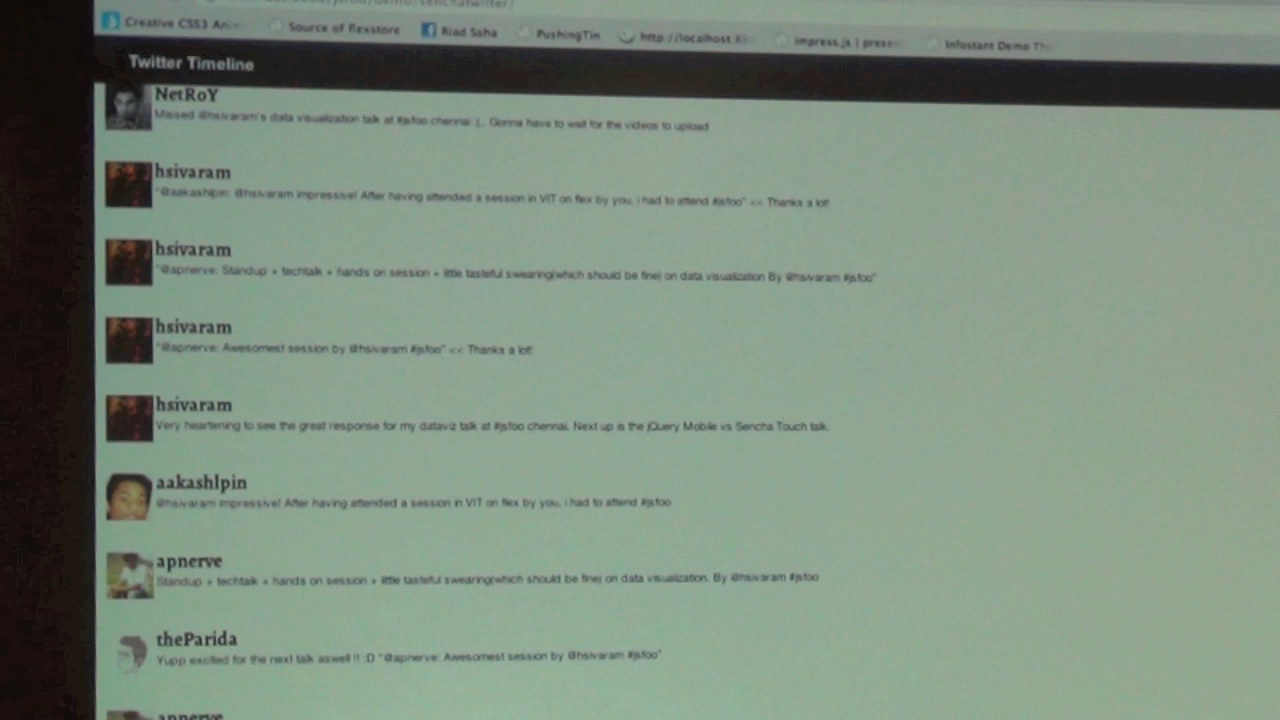 Creative CSS3 Ani
Source of flexstore
Riad Saha
PushingTin
http://localhost
impress.js | prese
Infostant Demo Th
Twitter Timeline
NetRoY
Missed @hsivaram's data visualization talk at #jsfoo chennai :(.. Gonna have to wait for the videos to upload
hsivaram
"@aakashlpin: @hsivaram impressive! After having attended a session in VIT on flex by you, i had to attend #jsfoo" << Thanks a lot!
hsivaram
"@apnerve: Standup + techtalk + hands on session + little tasteful swearing(which should be fine) on data visualization By @hsivaram #jsfoo"
hsivaram
"@apnerve: Awesomest session by @hsivaram #jsfoo" << Thanks a lot!
hsivaram
Very heartening to see the great response for my dataviz talk at #jsfoo chennai. Next up is the jQuery Mobile vs Sencha Touch talk.
aakashlpin
@hsivaram impressive! After having attended a session in VIT on flex by you, i had to attend #jsfoo
apnerve
Standup + techtalk + hands on session + little tasteful swearing(which should be fine) on data visualization. By @hsivaram #jsfoo
theParida
Yupp excited for the next talk aswell !! :D "@apnerve: Awesomest session by @hsivaram #jsfoo"
apnerve